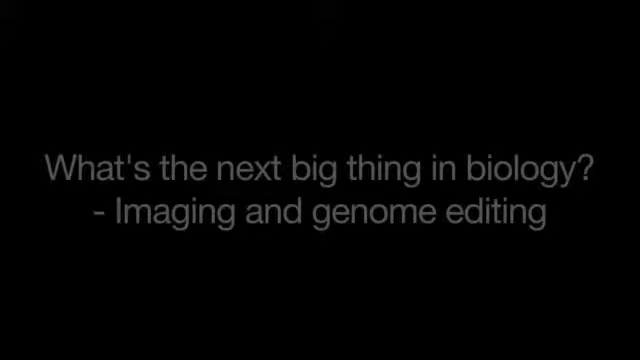 What's the next big thing in biology?
- Imaging and genome editing